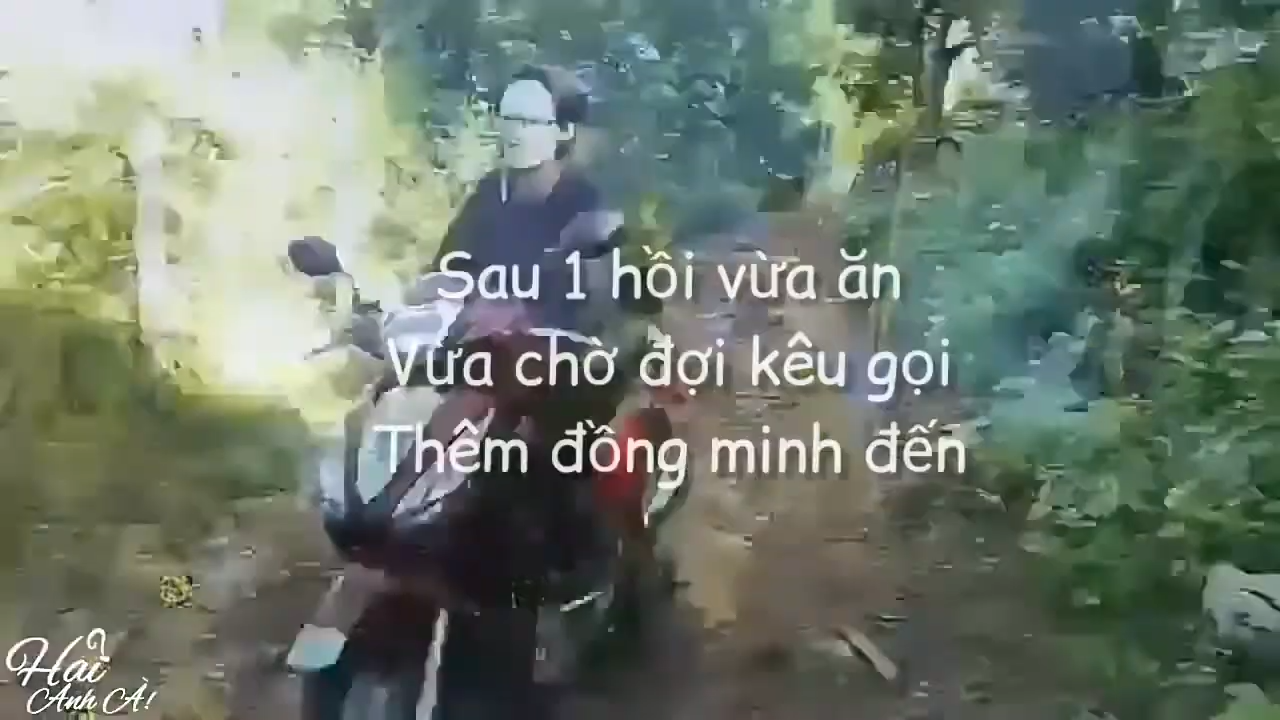 Sau 1 hồi vừa ăn
Vừa chờ đợi kêu gọi
Thêm đồng minh đến
Hải
Anh À!